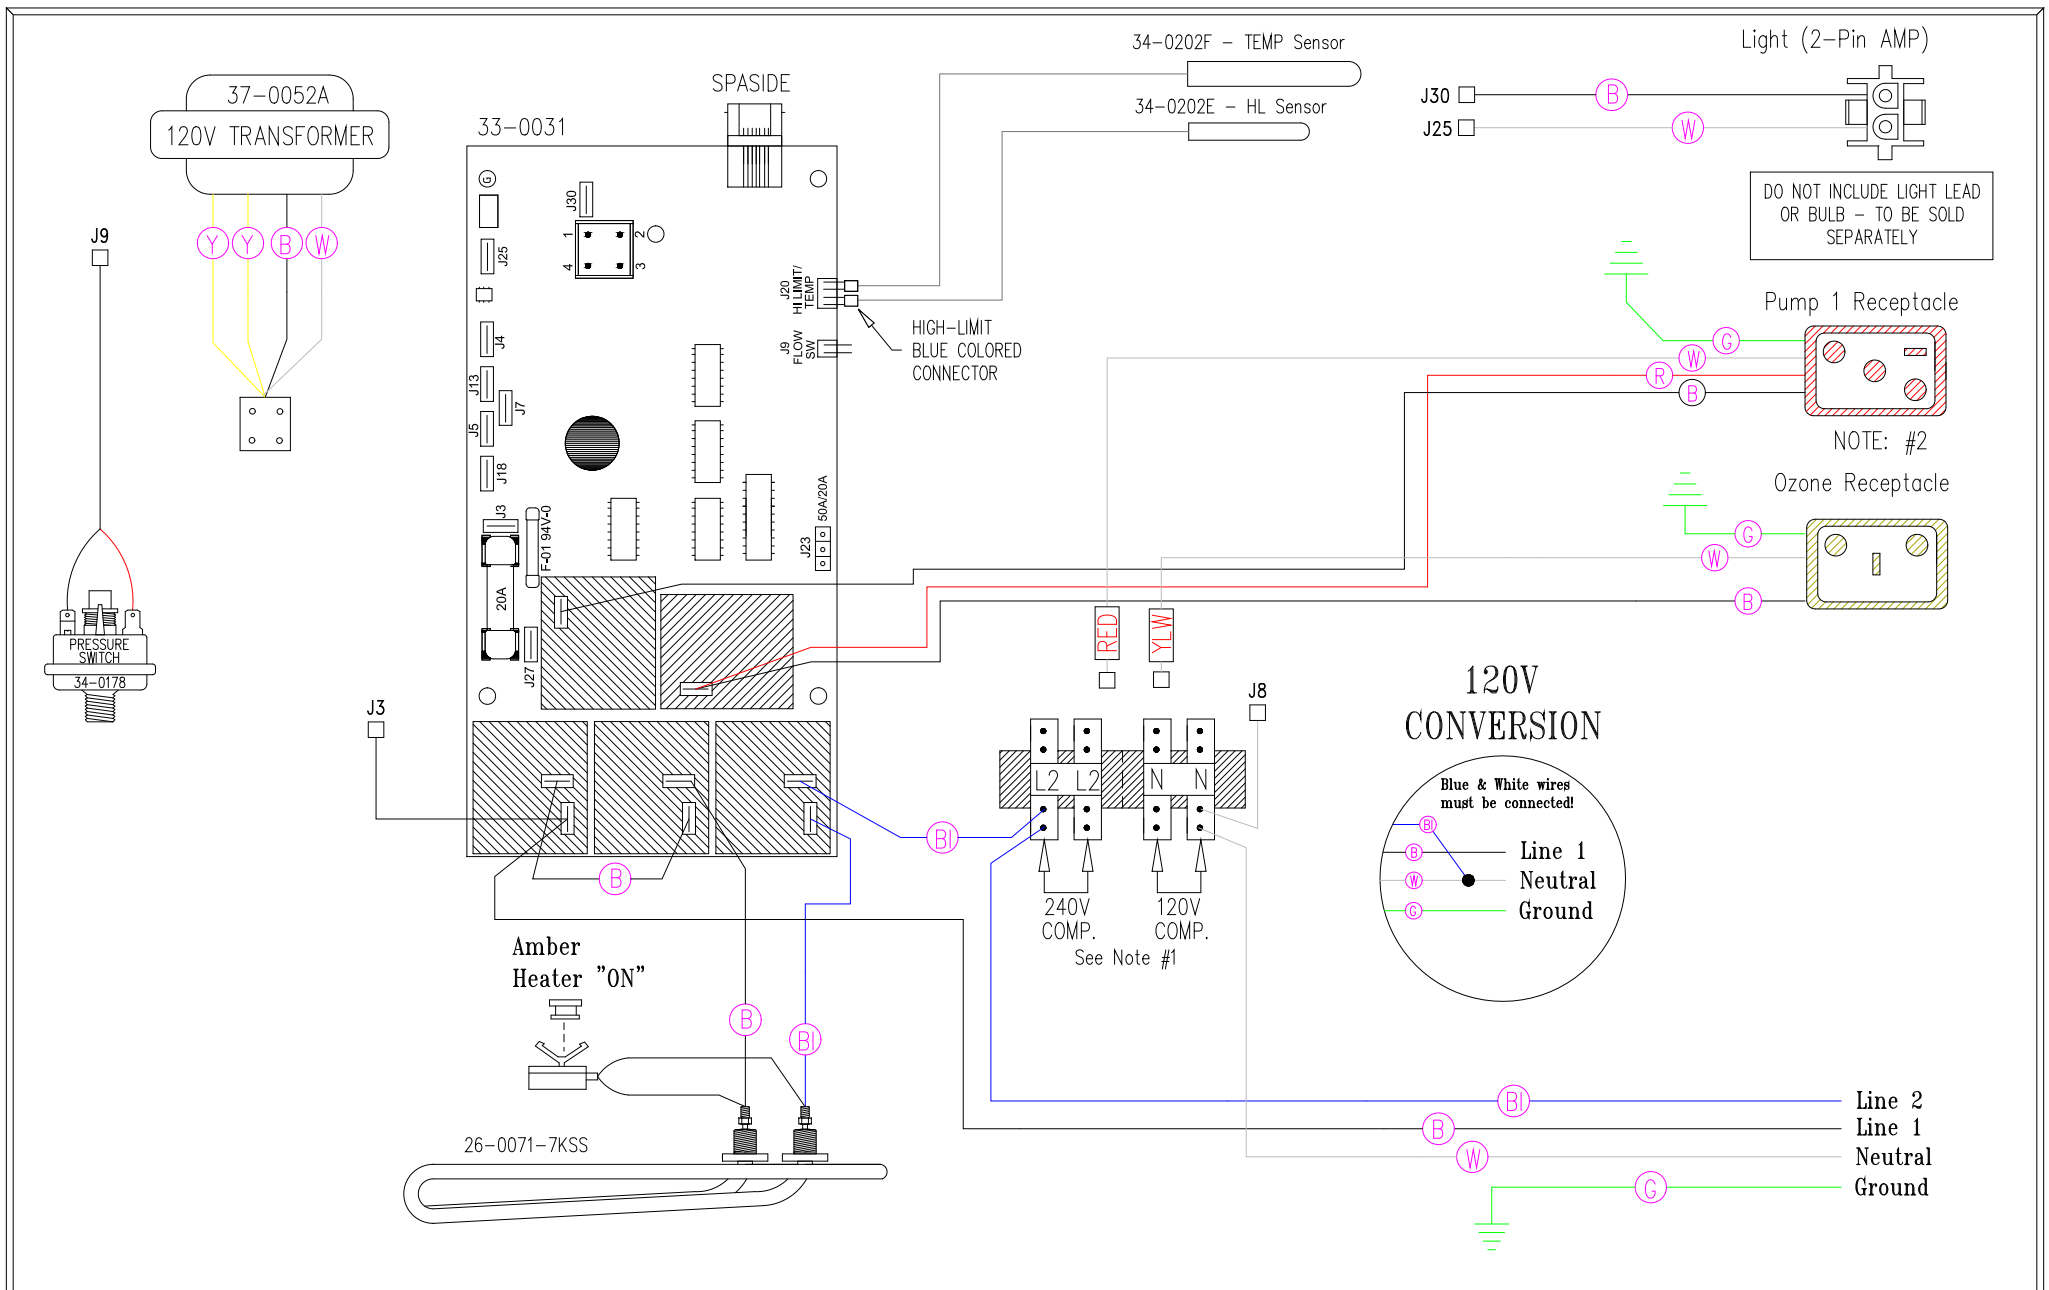 37-0052A
120V TRANSFORMER
Y Y B W
J9
PRESSURE
SWITCH
34-0178
J3
33-0031
SPASIDE
G
J30
1 2
4 3
J25
J20
HI LIMIT/
TEMP
J9
FLOW
SW
HIGH-LIMIT
BLUE COLORED
CONNECTOR
J4
J13
J7
J5
J18
J3
F-01 94V-0
20A
J27
J23
50A/20A
34-0202F - TEMP Sensor
34-0202E - HL Sensor
Light (2-Pin AMP)
J30 B
J25 W
DO NOT INCLUDE LIGHT LEAD
OR BULB - TO BE SOLD
SEPARATELY
Pump 1 Receptacle
G
W
R
B
NOTE: #2
Ozone Receptacle
G
W
B
RED
YLW
J8
L2 L2 N N
240V
COMP.
120V
COMP.
See Note #1
120V
CONVERSION
Blue & White wires
must be connected!
Bl
B Line 1
W Neutral
G Ground
Bl
B
Amber
Heater "ON"
B
Bl
26-0071-7KSS
Bl Line 2
B Line 1
W Neutral
G Ground